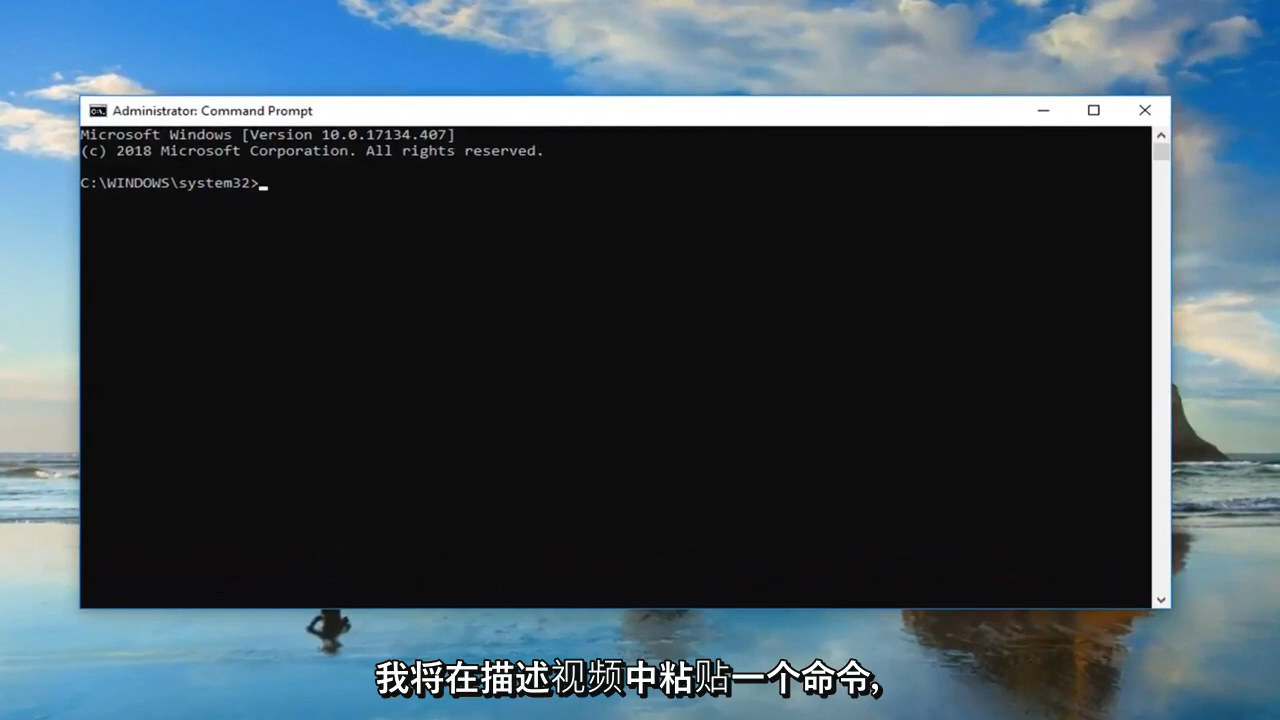 Administrator: Command Prompt
Microsoft Windows [Version 10.0.17134.407]
(c) 2018 Microsoft Corporation. All rights reserved.
C:\WINDOWS\system32>
我将在描述视频中粘贴一个命令,